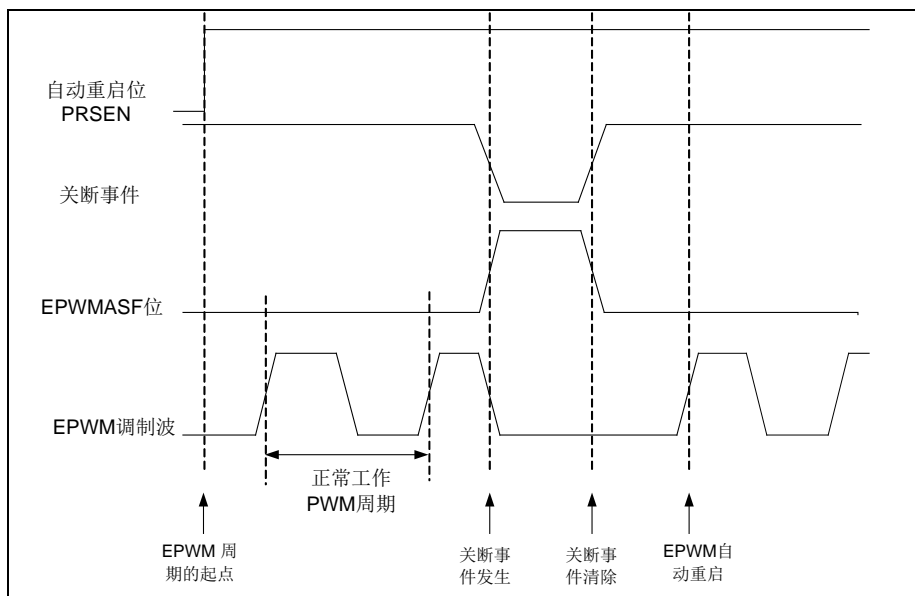 自动重启位
PRSEN
关断事件
EPWMASF位
EPWM调制波
正常工作
PWM周期
EPWM 周
期的起点
关断事
件发生
关断事
件清除
EPWM自
动重启